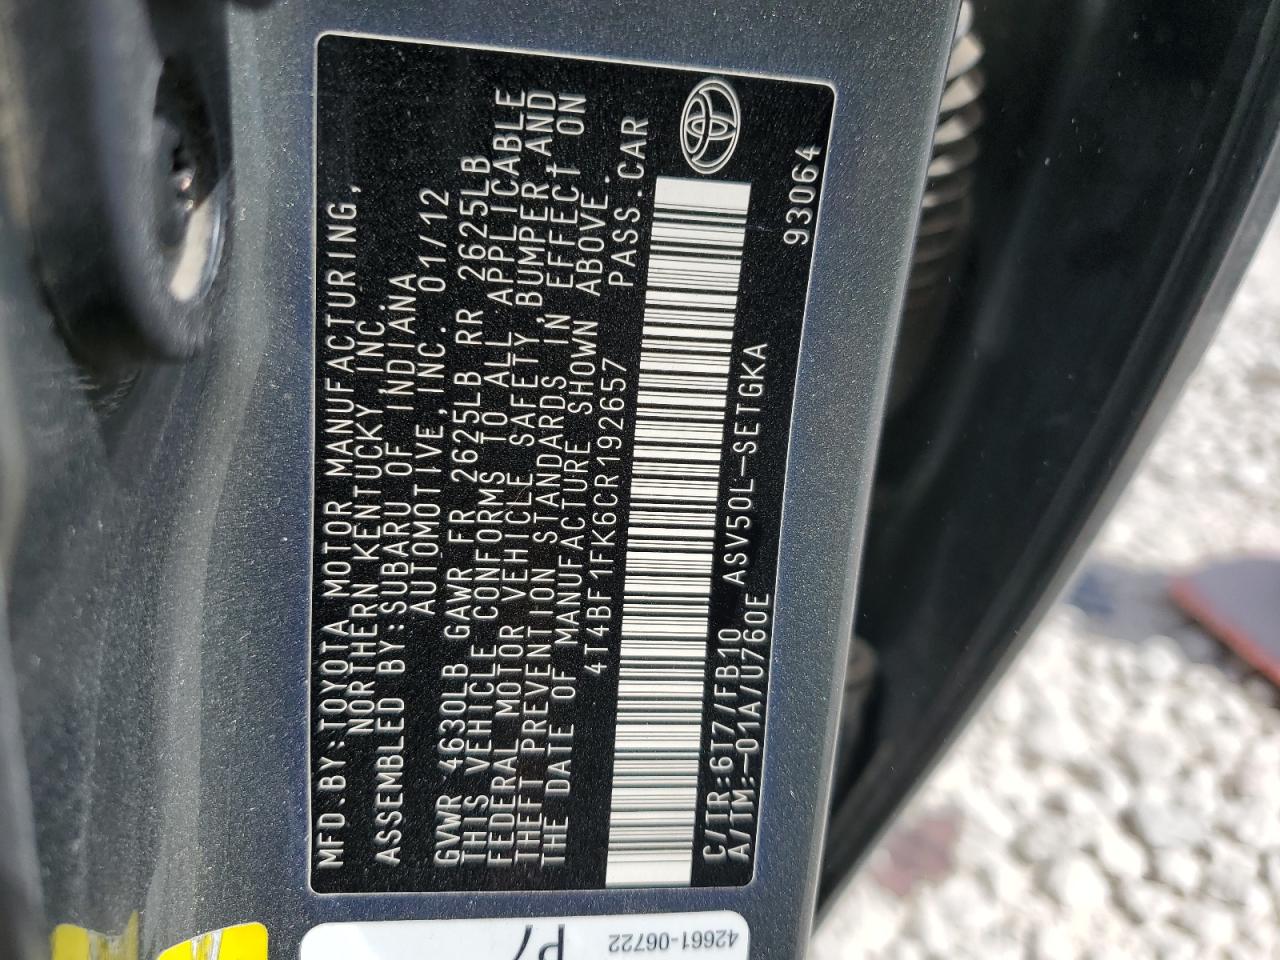 MFD.BY:TOYOTA MOTOR MANUFACTURING,
NORTHERN KENTUCKY INC.
ASSEMBLED BY:SUBARU OF INDIANA
AUTOMOTIVE,INC. 01/12
GVWR 4630LB GAWR FR 2625LB RR 2625LB
THIS VEHICLE CONFORMS TO ALL APPLICABLE
FEDERAL MOTOR VEHICLE SAFETY,BUMPER,AND
THEFT PREVENTION STANDARDS IN EFFECT ON
THE DATE OF MANUFACTURE SHOWN ABOVE.
4T4BF1FK6CR192657 PASS.CAR
C/TR:6T7/FB10 ASV50L-SETGKA
A/TM:-01A/U760E
93064
42661-06722